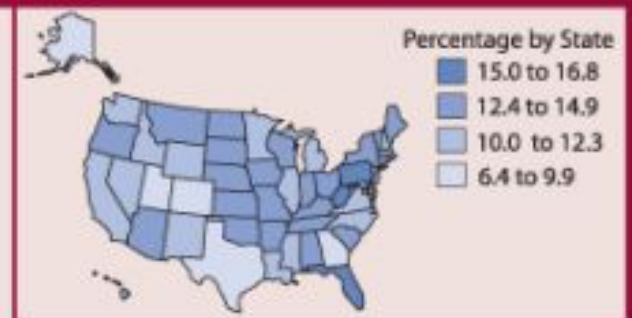 Percentage by State
15.0 to 16.8
12.4 to 14.9
10.0 to 12.3
6.4 to 9.9